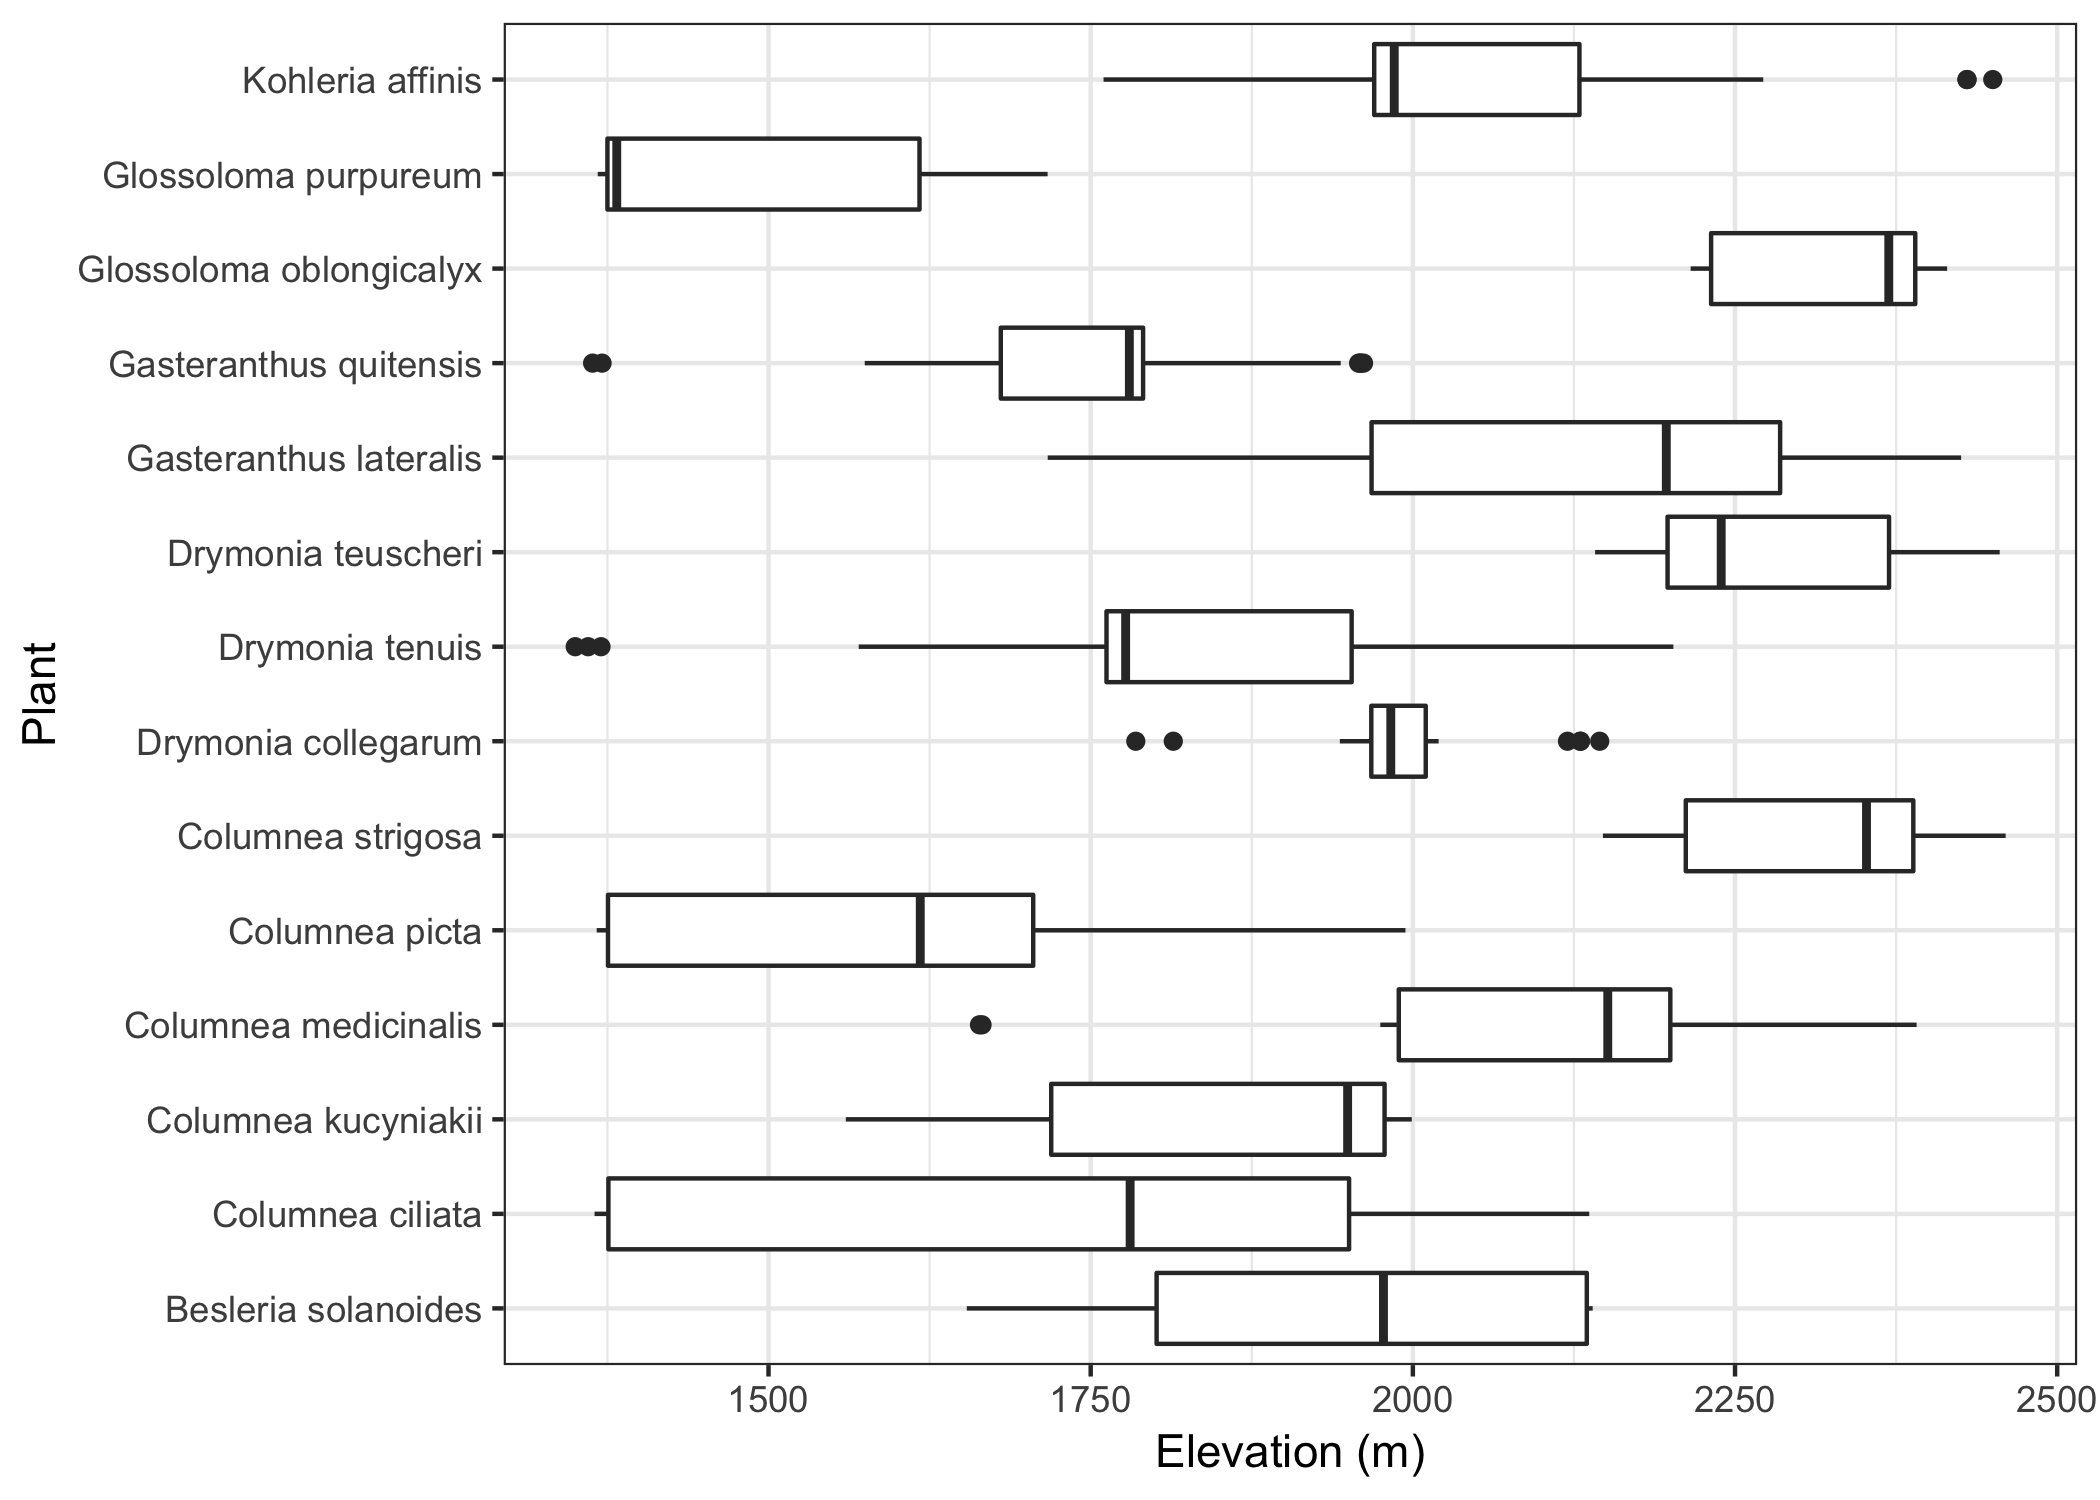 Kohleria affinis
Glossoloma purpureum
Glossoloma oblongicalyx
Gasteranthus quitensis
Gasteranthus lateralis
Drymonia teuscheri
Drymonia tenuis
Drymonia collegarum
Columnea strigosa
Columnea picta
Columnea medicinalis
Columnea kucyniakii
Columnea ciliata
Besleria solanoides
Plant
1500 1750 2000 2250 2500
Elevation (m)